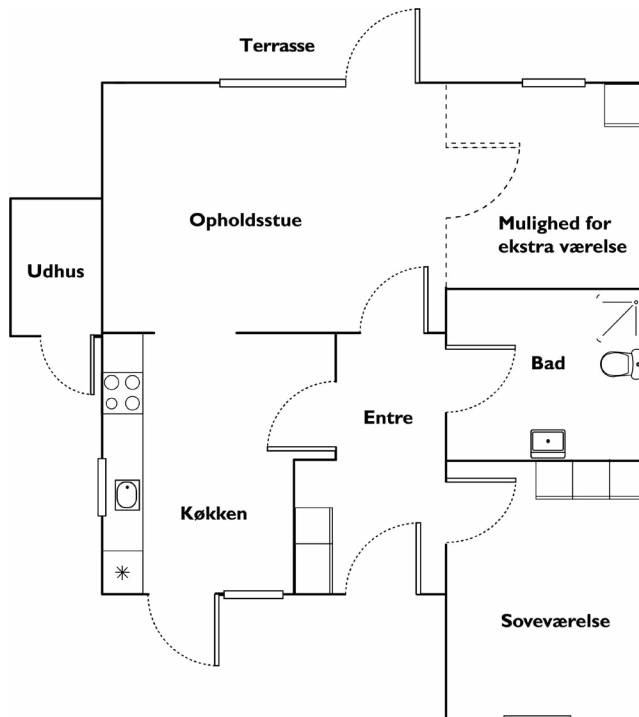 Terrasse
Opholdsstue
Mulighed for
ekstra værelse
Udhus
Bad
Entre
Køkken
Soveværelse